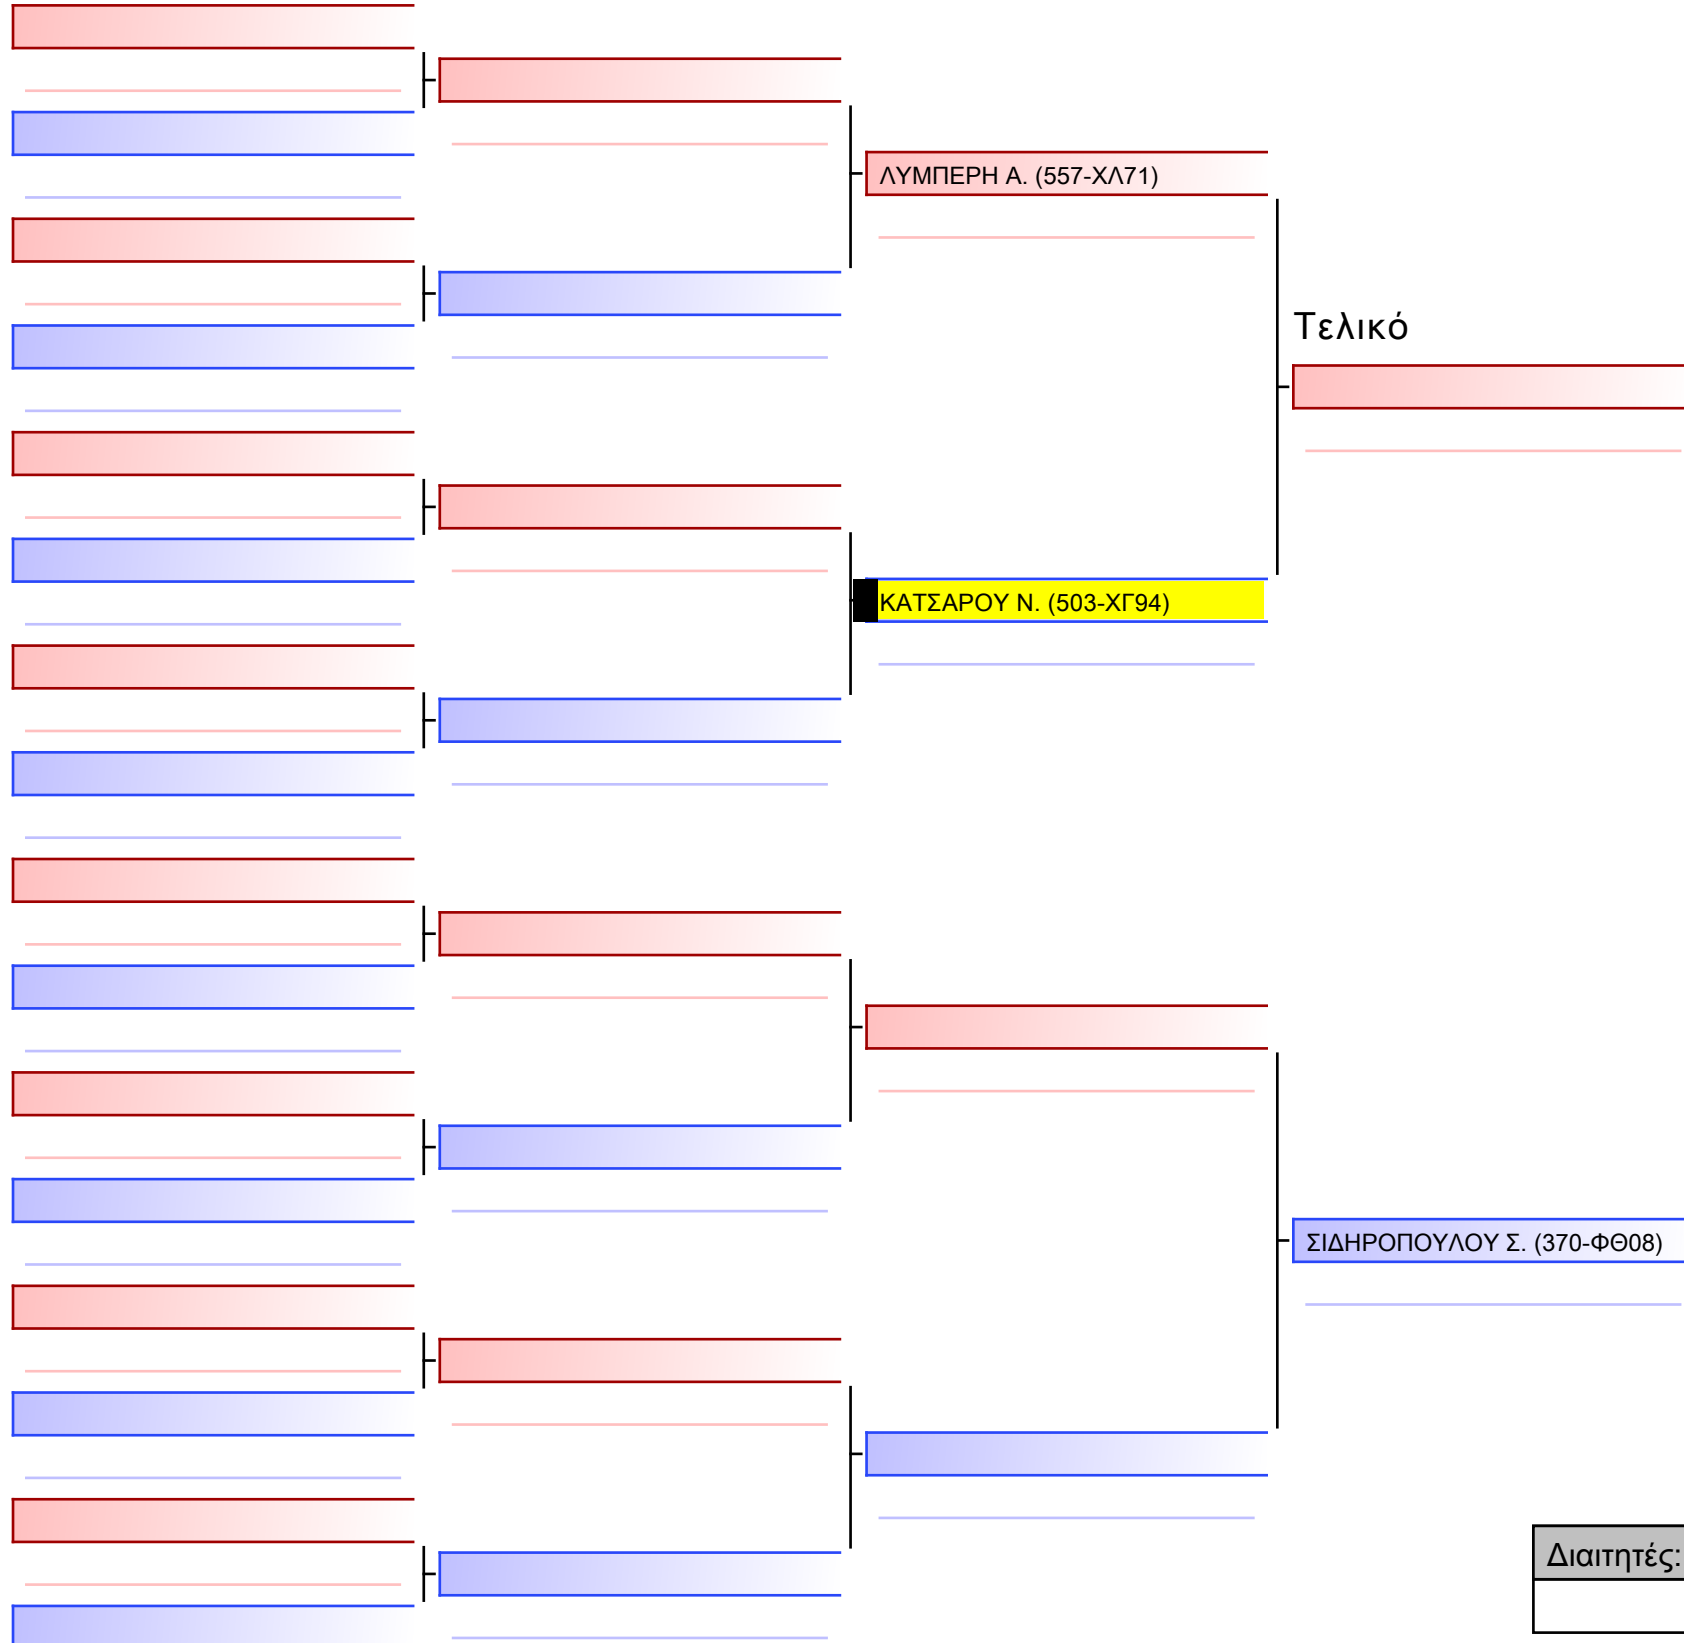 ΛΥΜΠΕΡΗ Α. (557-ΧΛ71)
Τελικό
ΚΑΤΣΑΡΟΥ Ν. (503-ΧΓ94)
ΣΙΔΗΡΟΠΟΥΛΟΥ Σ. (370-ΦΘ08)
Διαιτητές: